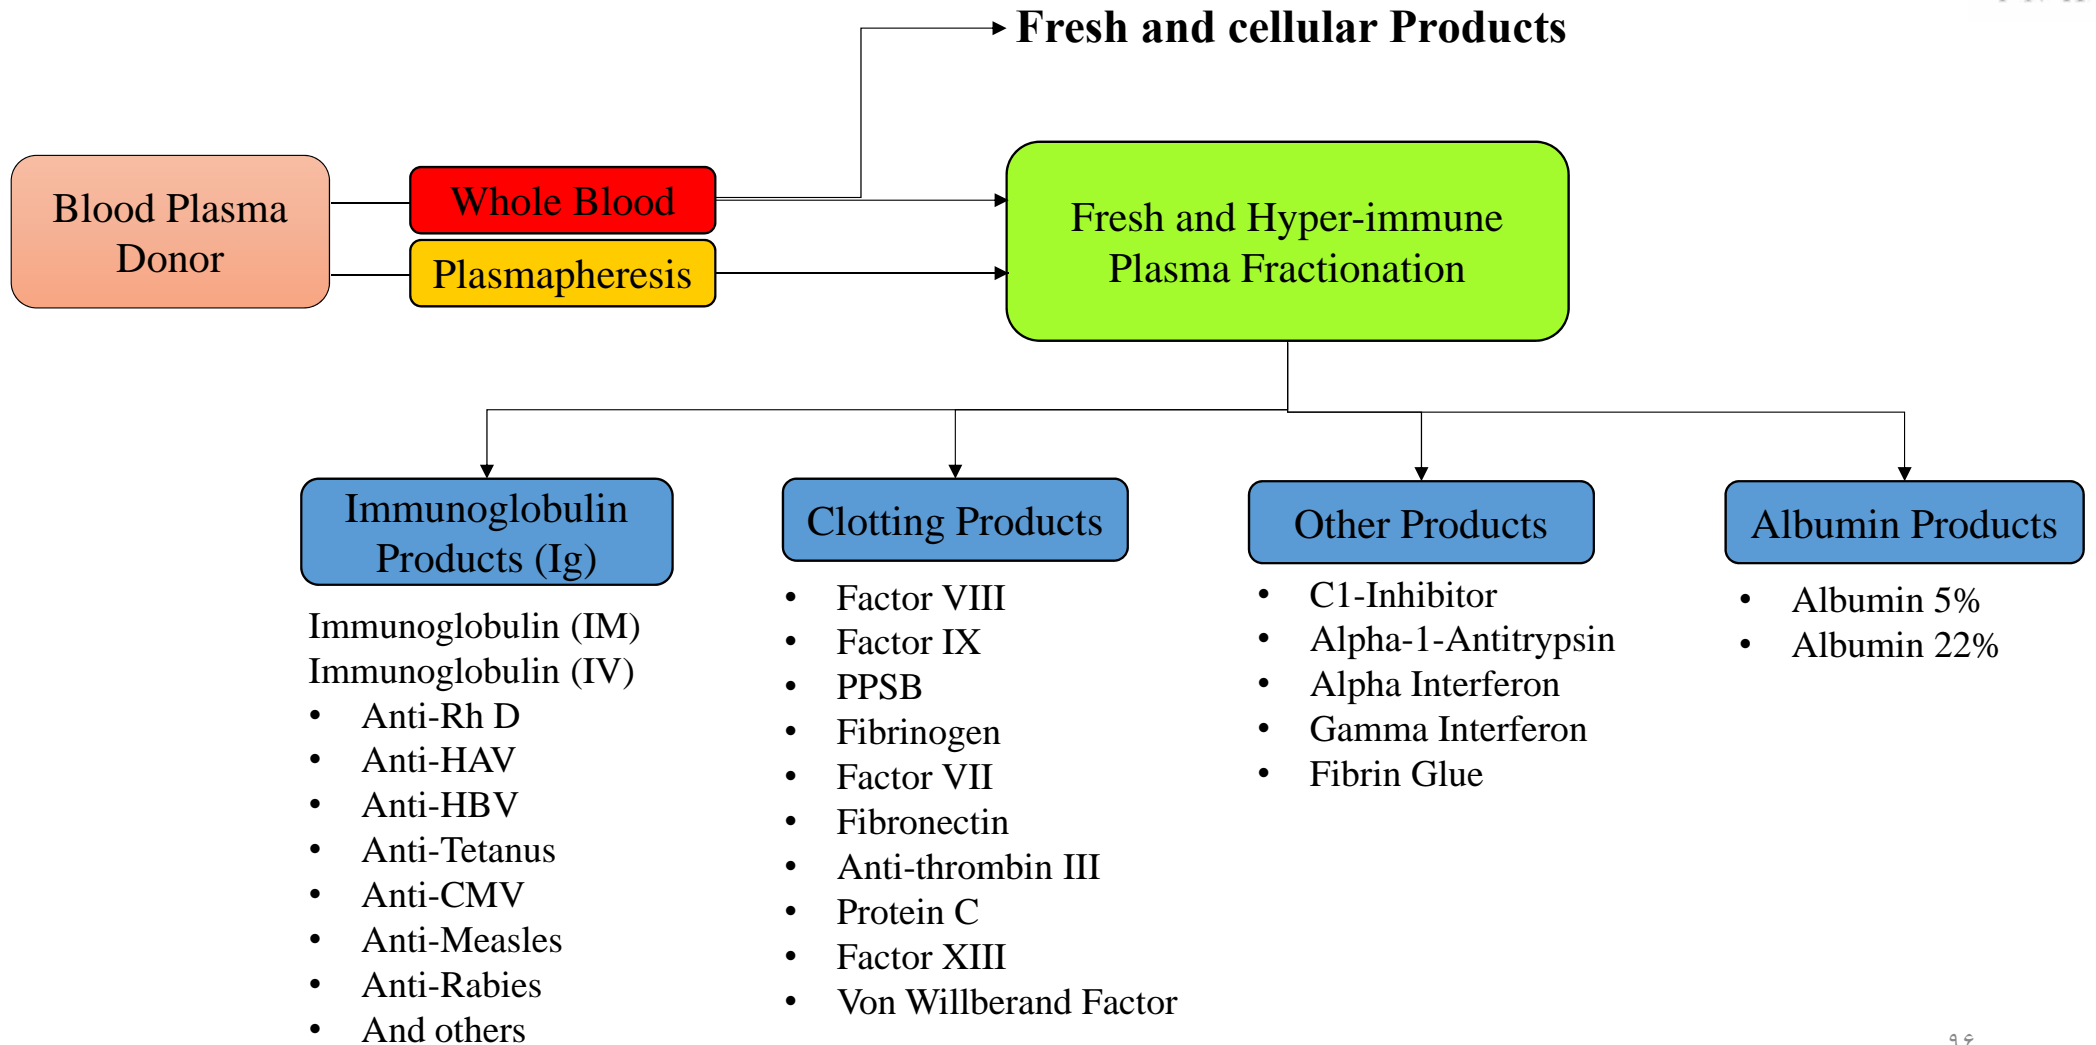 Fresh and cellular Products
Blood Plasma
Donor
Whole Blood
Plasmapheresis
Fresh and Hyper-immune
Plasma Fractionation
Immunoglobulin
Products (Ig)
Immunoglobulin (IM)
Immunoglobulin (IV)
• Anti-Rh D
• Anti-HAV
• Anti-HBV
• Anti-Tetanus
• Anti-CMV
• Anti-Measles
• Anti-Rabies
• And others
Clotting Products
• Factor VIII
• Factor IX
• PPSB
• Fibrinogen
• Factor VII
• Fibronectin
• Anti-thrombin III
• Protein C
• Factor XIII
• Von Willberand Factor
Other Products
• C1-Inhibitor
• Alpha-1-Antitrypsin
• Alpha Interferon
• Gamma Interferon
• Fibrin Glue
Albumin Products
• Albumin 5%
• Albumin 22%
۹۶